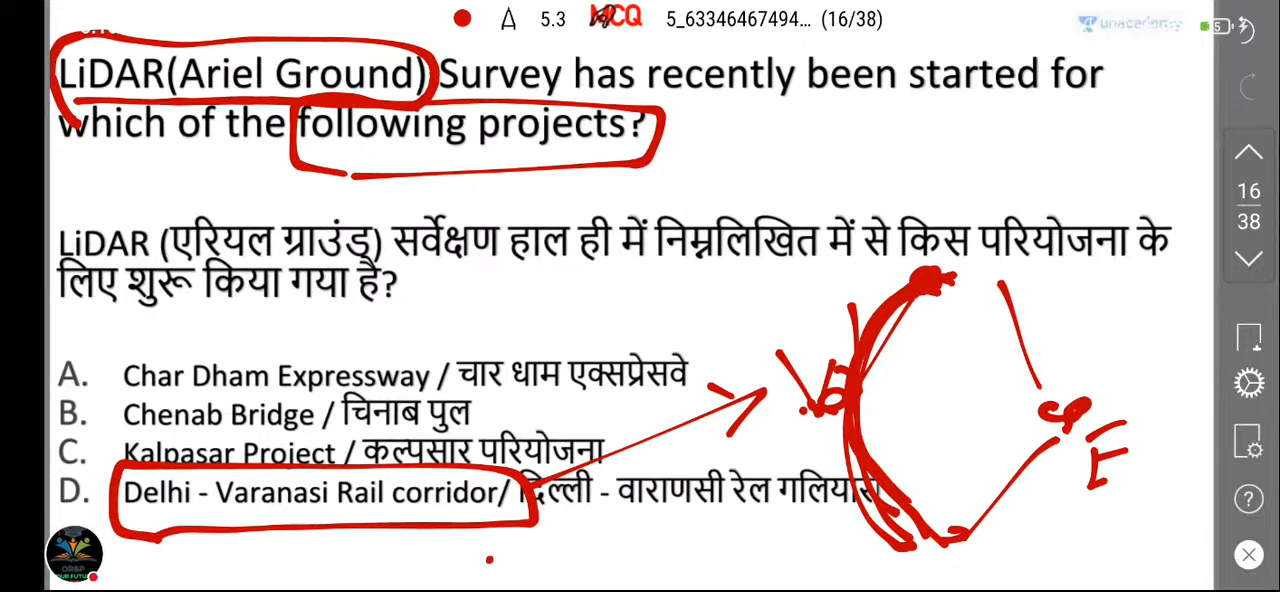 5.3 MCQ 5_63346467494... (16/38) unacademy 5
LiDAR(Ariel Ground) Survey has recently been started for
which of the following projects?
16
38
LiDAR (एरियल ग्राउंड) सर्वेक्षण हाल ही में निम्नलिखित में से किस परियोजना के
लिए शुरू किया गया है?
A. Char Dham Expressway / चार धाम एक्सप्रेसवे
B. Chenab Bridge / चिनाब पुल
C. Kalpasar Project / कल्पसार परियोजना
D. Delhi - Varanasi Rail corridor/ दिल्ली - वाराणसी रेल गलियारा